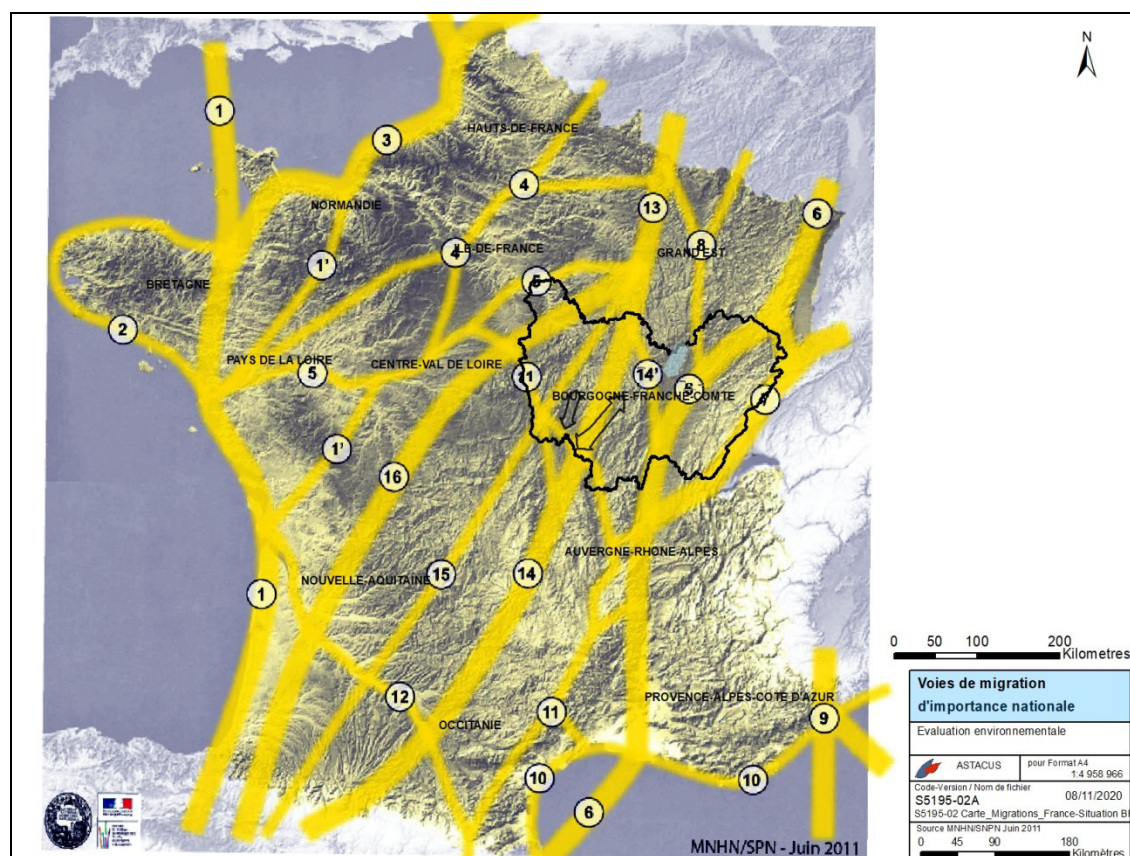 N
1
3
HAUTS-DE-FRANCE
4
NORMANDIE
13
6
1'
4
ILE-DE-FRANCE
8
GRAND EST
BRETAGNE
5
2
PAYS DE LA LOIRE
5
CENTRE-VAL DE LOIRE
14'
BOURGOGNE-FRANCHE-COMTE
1'
16
AUVERGNE-RHONE-ALPES
NOUVELLE-AQUITAINE
15
14
1
12
OCCITANIE
11
PROVENCE-ALPES-COTE D'AZUR
9
10
10
6
MNHN/SPN - Juin 2011
0 50 100 200
Kilometres
Voies de migration
d'importance nationale
Evaluation environnementale
ASTACUS
pour Format A4
1:4 958 966
Code-Version / Nom de fichier
S5195-02A
08/11/2020
S5195-02 Carte_Migrations_France-Situation
Source MNHN/SNPN Juin 2011
0 45 90 180
Kilomètres